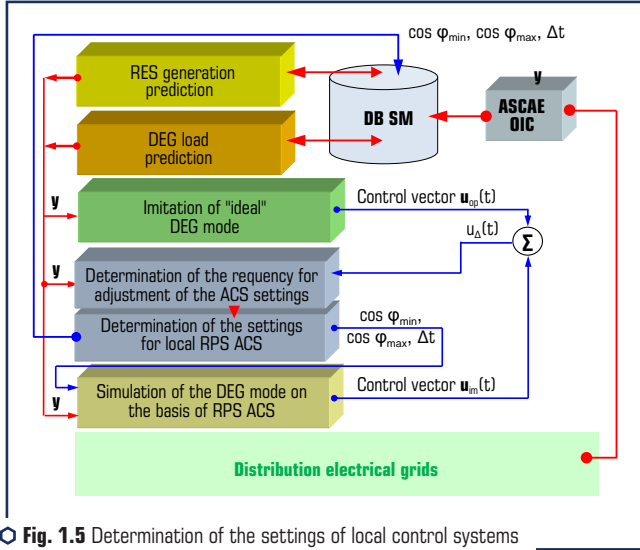 cos φmin, cos φmax, Δt
RES generation
prediction
DB SM
y
ASCAE
OIC
DEG load
prediction
Imitation of "ideal"
DEG mode
Control vector uop(t)
y
uΔ(t)
Σ
y
Determination of the requency for
adjustment of the ACS settings
Determination of the settings
for local RPS ACS
cos φmin,
cos φmax, Δt
Simulation of the DEG mode on
the basis of RPS ACS
Control vector uim(t)
y
Distribution electrical grids
Fig. 1.5 Determination of the settings of local control systems